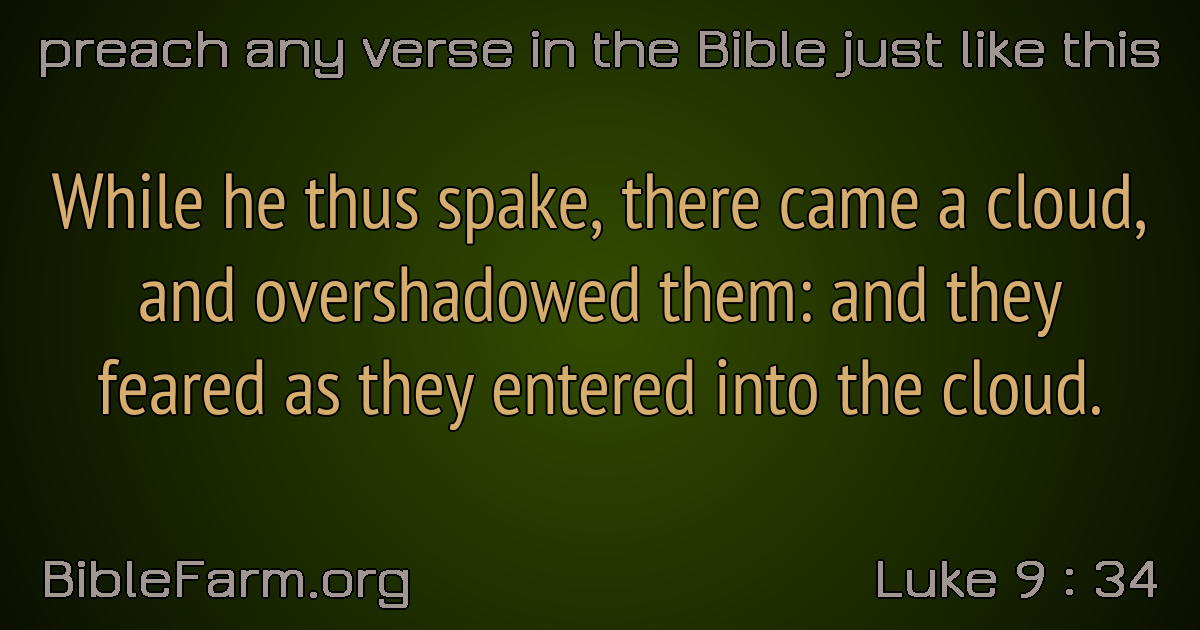 preach any verse in the Bible just like this
While he thus spake, there came a cloud,
and overshadowed them: and they
feared as they entered into the cloud.
BibleFarm.org
Luke 9 : 34